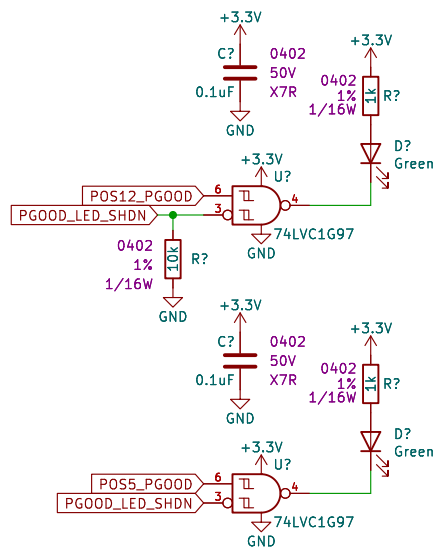 +3.3V
+3.3V
C?
0402
50V
X7R
0.1uF
GND
0402
1%
1/16W
1k
R?
D?
Green
+3.3V
U?
POS12_PGOOD
6
4
PGOOD_LED_SHDN
3
74LVC1G97
GND
0402
1%
1/16W
10k
R?
GND
+3.3V
+3.3V
C?
0402
50V
X7R
0.1uF
GND
0402
1%
1/16W
1k
R?
D?
Green
+3.3V
U?
POS5_PGOOD
6
4
PGOOD_LED_SHDN
3
74LVC1G97
GND